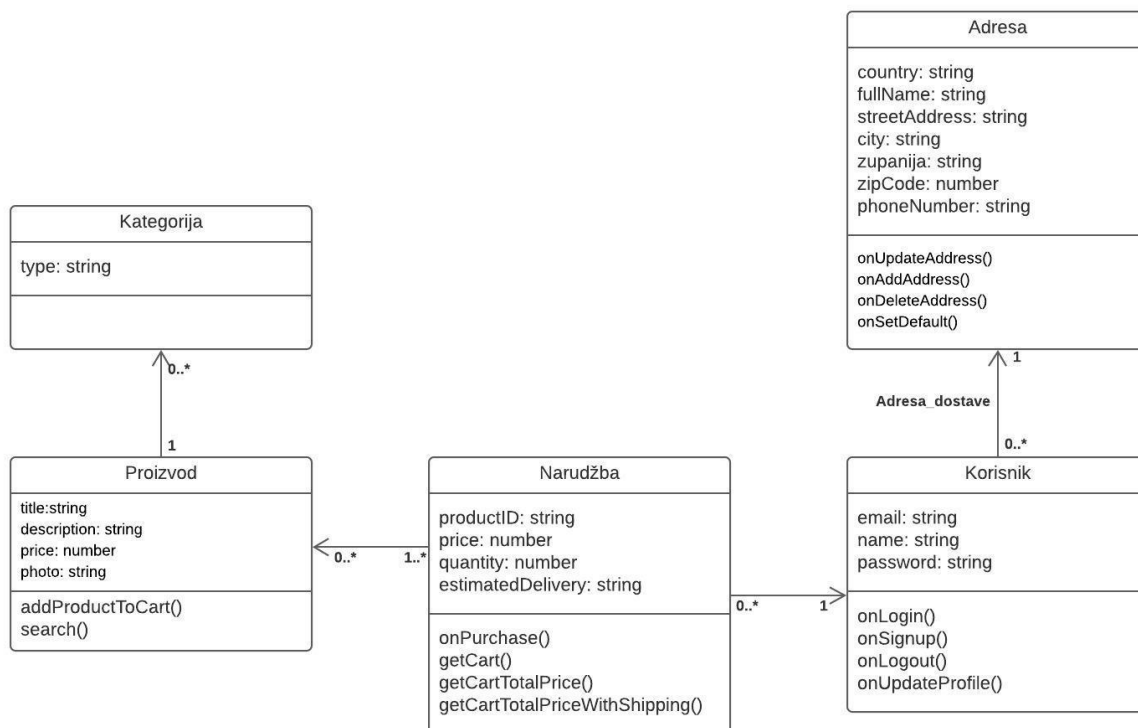 Adresa
country: string
fullName: string
streetAddress: string
city: string
zupanija: string
zipCode: number
phoneNumber: string
onUpdateAddress()
onAddAddress()
onDeleteAddress()
onSetDefault()
Kategorija
type: string
0..*
1
1
Adresa_dostave
0..*
Proizvod
title:string
description: string
price: number
photo: string
addProductToCart()
search()
0..*
1..*
Narudžba
productID: string
price: number
quantity: number
estimatedDelivery: string
onPurchase()
getCart()
getCartTotalPrice()
getCartTotalPriceWithShipping()
0..*
1
Korisnik
email: string
name: string
password: string
onLogin()
onSignup()
onLogout()
onUpdateProfile()